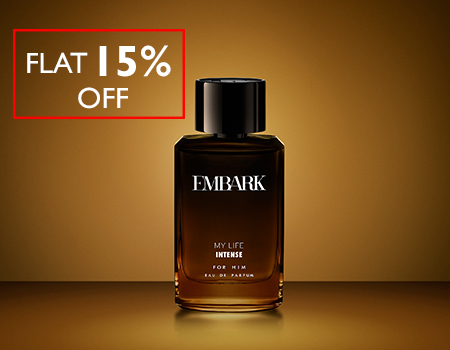 FLAT 15%
OFF
EMBARK
MY LIFE
INTENSE
FOR HIM
EAU DE PARFUM